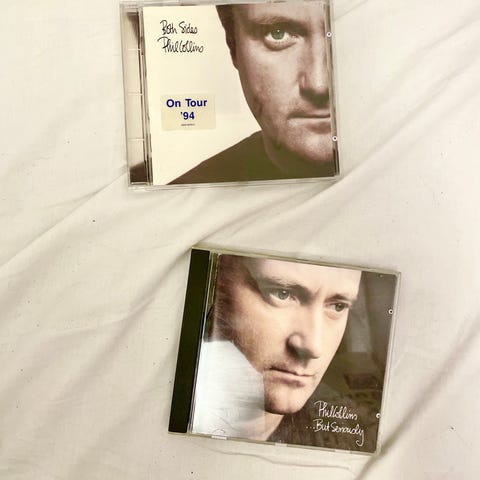 Both Sides
Phil Collins
On Tour
'94
Phil Collins
...But Seriously